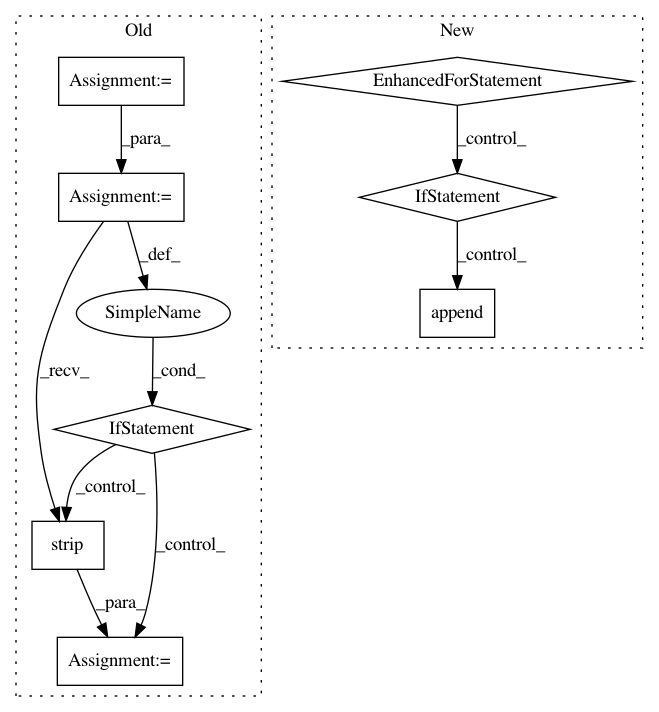 Old
Assignment:=
_para_
Assignment:=
_def_
SimpleName
_recv_
_cond_
IfStatement
_control_
_control_
strip
_para_
Assignment:=
New
EnhancedForStatement
_control_
IfStatement
_control_
append